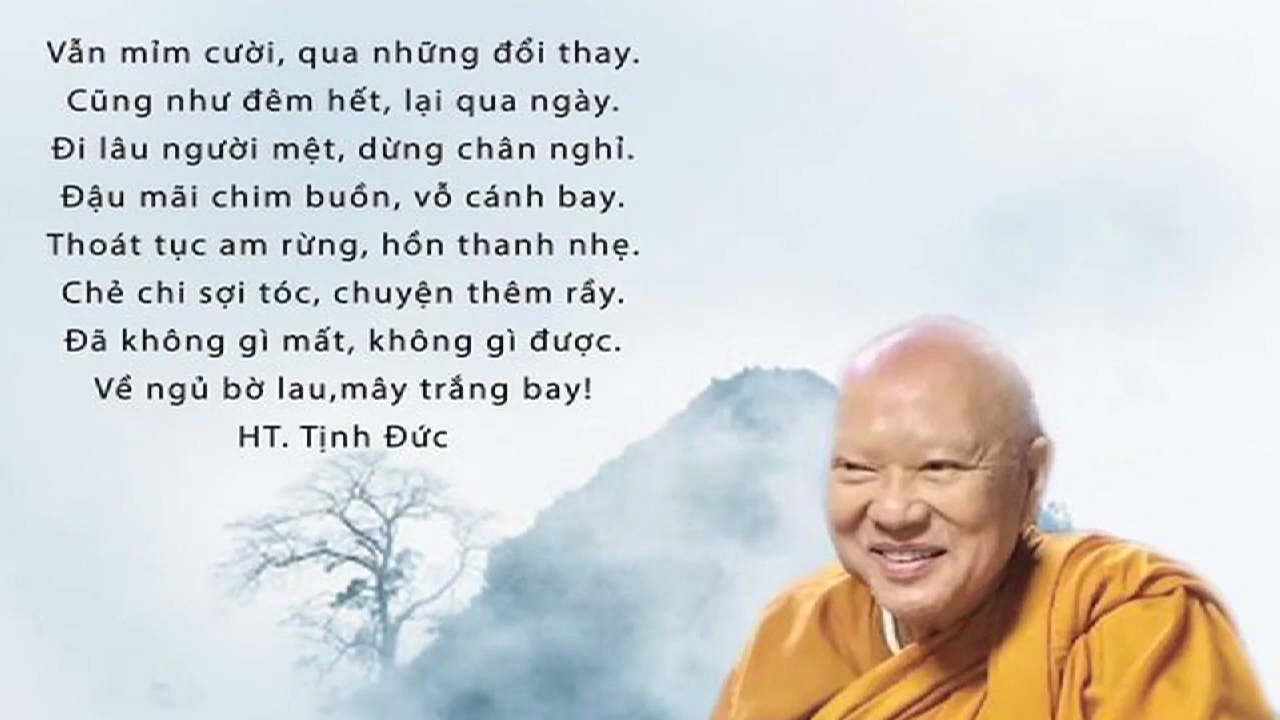 Vẫn mỉm cười, qua những đổi thay.
Cũng như đêm hết, lại qua ngày.
Đi lâu người mệt, dừng chân nghỉ.
Đậu mãi chim buồn, vỗ cánh bay.
Thoát tục am rừng, hồn thanh nhẹ.
Chẻ chi sợi tóc, chuyện thêm rầy.
Đã không gì mất, không gì được.
Về ngủ bờ lau,mây trắng bay!
HT. Tịnh Đức